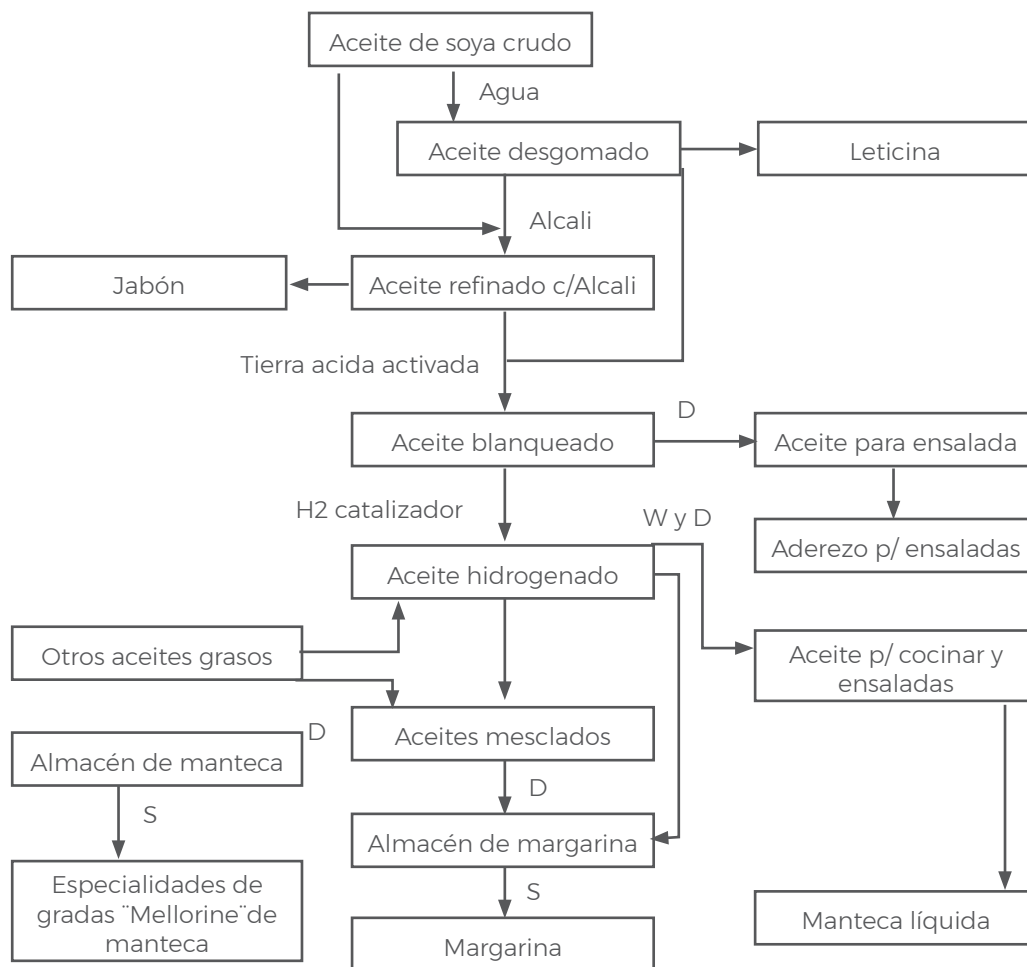 Aceite de soya crudo
Agua
Aceite desgomado
Leticina
Alcali
Jabón
Aceite refinado c/Alcali
Tierra acida activada
D
Aceite blanqueado
Aceite para ensalada
H2 catalizador
W y D
Aderezo p/ ensaladas
Aceite hidrogenado
Otros aceites grasos
Aceite p/ cocinar y
ensaladas
D
Aceites mesclados
Almacén de manteca
D
S
Almacén de margarina
Especialidades de
gradas ¨Mellorine¨de
manteca
S
Manteca líquida
Margarina